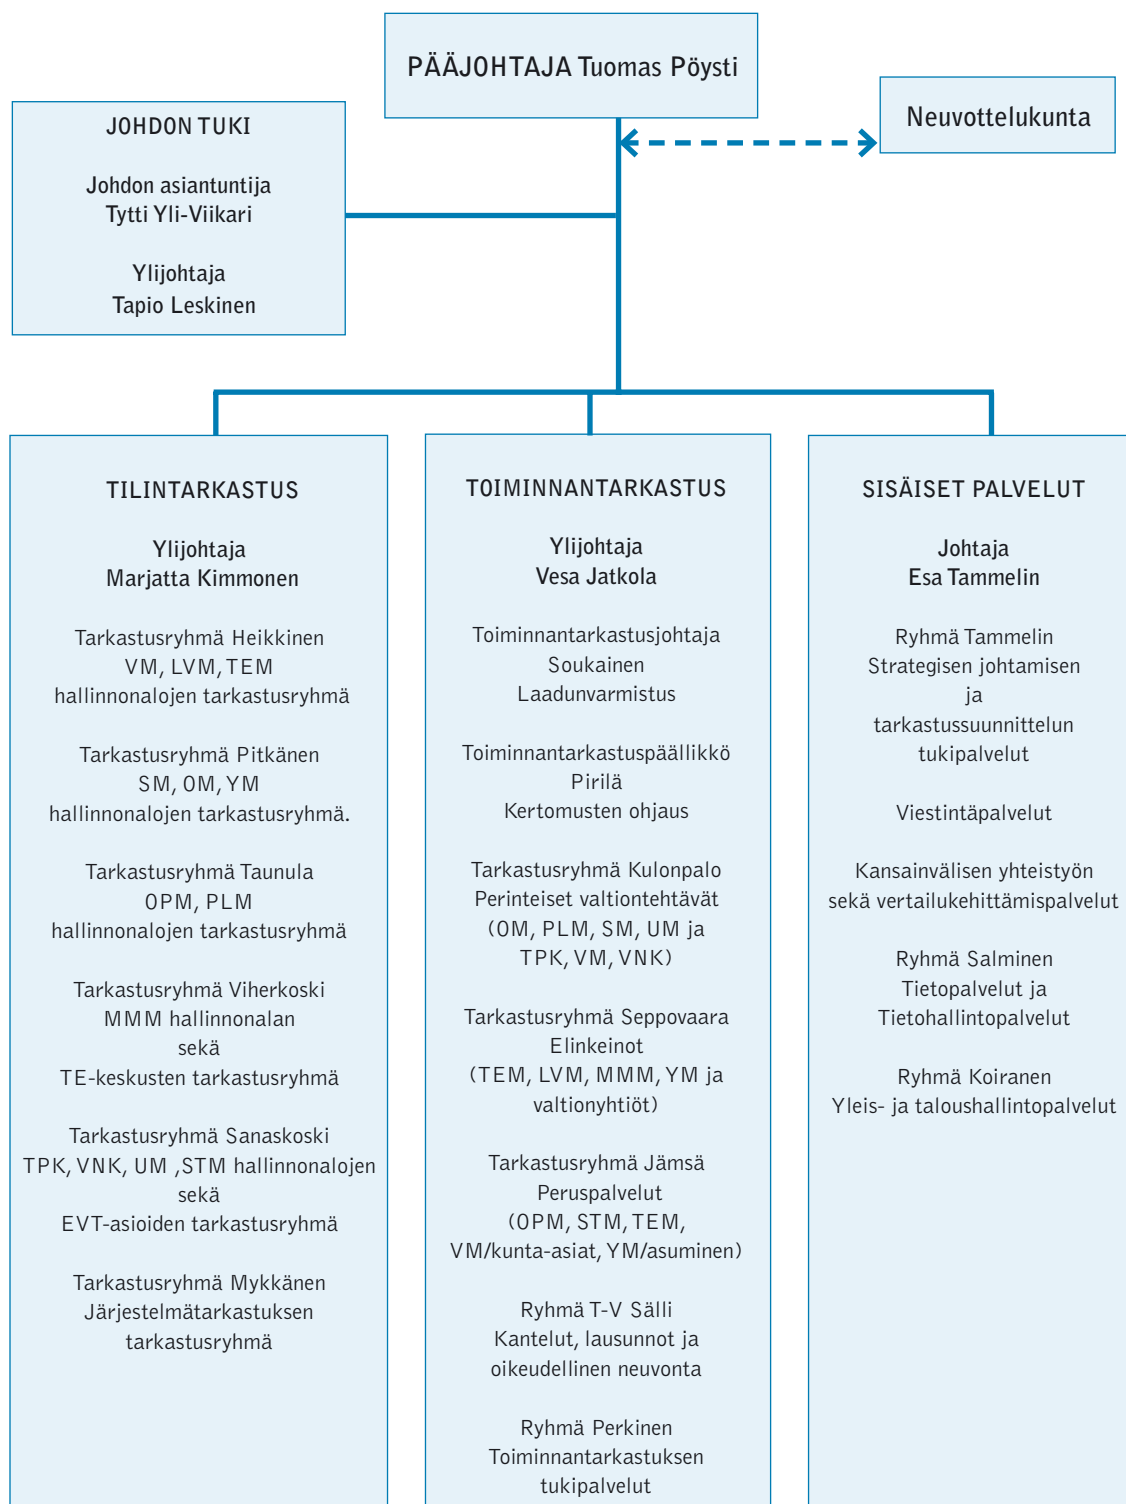 PÄÄJOHTAJA Tuomas Pöysti
Neuvottelukunta
JOHDON TUKI
Johdon asiantuntija
Tytti Yli-Viikari
Ylijohtaja
Tapio Leskinen
TILINTARKASTUS
Ylijohtaja
Marjatta Kimmonen
Tarkastusryhmä Heikkinen
VM, LVM, TEM
hallinnonalojen tarkastusryhmä
Tarkastusryhmä Pitkänen
SM, OM, YM
hallinnonalojen tarkastusryhmä.
Tarkastusryhmä Taunula
OPM, PLM
hallinnonalojen tarkastusryhmä
Tarkastusryhmä Viherkoski
MMM hallinnonalan
sekä
TE-keskusten tarkastusryhmä
Tarkastusryhmä Sanaskoski
TPK, VNK, UM ,STM hallinnonalojen
sekä
EVT-asioiden tarkastusryhmä
Tarkastusryhmä Mykkänen
Järjestelmätarkastuksen
tarkastusryhmä
TOIMINNANTARKASTUS
Ylijohtaja
Vesa Jatkola
Toiminnantarkastusjohtaja
Soukainen
Laadunvarmistus
Toiminnantarkastuspäällikkö
Pirilä
Kertomusten ohjaus
Tarkastusryhmä Kulonpalo
Perinteiset valtiontehtävät
(OM, PLM, SM, UM ja
TPK, VM, VNK)
Tarkastusryhmä Seppovaara
Elinkeinot
(TEM, LVM, MMM, YM ja
valtionyhtiöt)
Tarkastusryhmä Jämsä
Peruspalvelut
(OPM, STM, TEM,
VM/kunta-asiat, YM/asuminen)
Ryhmä T-V Sälli
Kantelut, lausunnot ja
oikeudellinen neuvonta
Ryhmä Perkinen
Toiminnantarkastuksen
tukipalvelut
SISÄISET PALVELUT
Johtaja
Esa Tammelin
Ryhmä Tammelin
Strategisen johtamisen
ja
tarkastussuunnittelun
tukipalvelut
Viestintäpalvelut
Kansainvälisen yhteistyön
sekä vertailukehittämispalvelut
Ryhmä Salminen
Tietopalvelut ja
Tietohallintopalvelut
Ryhmä Koiranen
Yleis- ja taloushallintopalvelut